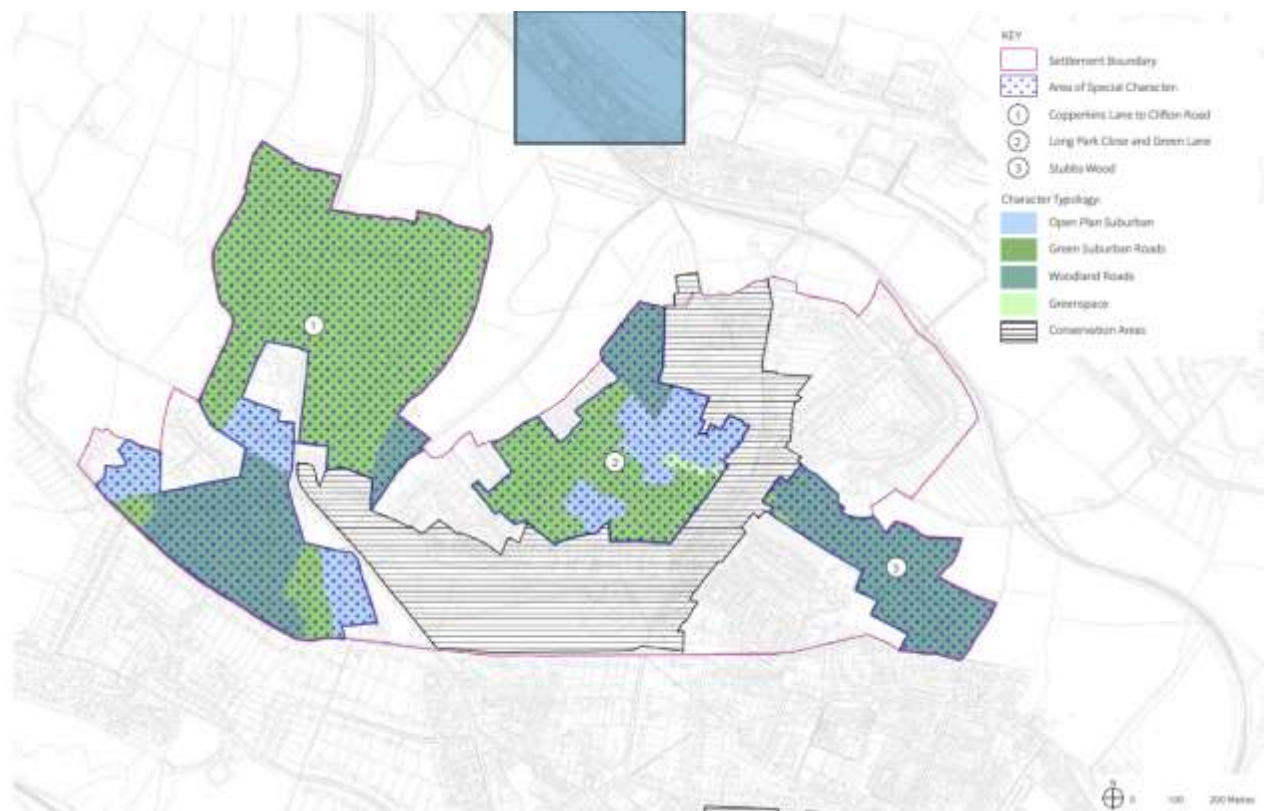 KEY
Settlement Boundary
Area of Special Character
1 Copperkins Lane to Clifton Road
2 Long Park Close and Green Lane
3 Stubbs Wood
Character Typology:
Open Plan Suburban
Green Suburban Roads
Woodland Roads
Greenspace
Conservation Areas
1
2
3
N
0 100 200 Metres